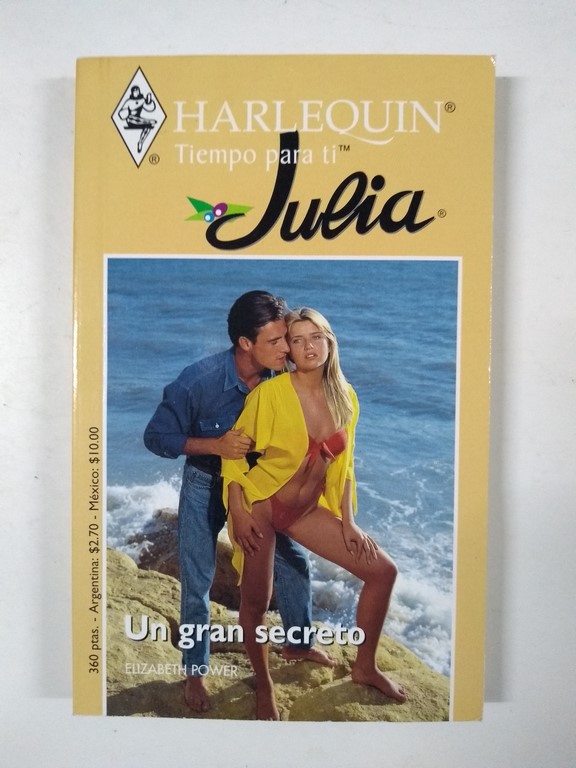 HARLEQUIN®
®
Tiempo para ti™
Julia®
360 ptas. - Argentina: $2.70 - México: $10.00
Un gran secreto
ELIZABETH POWER